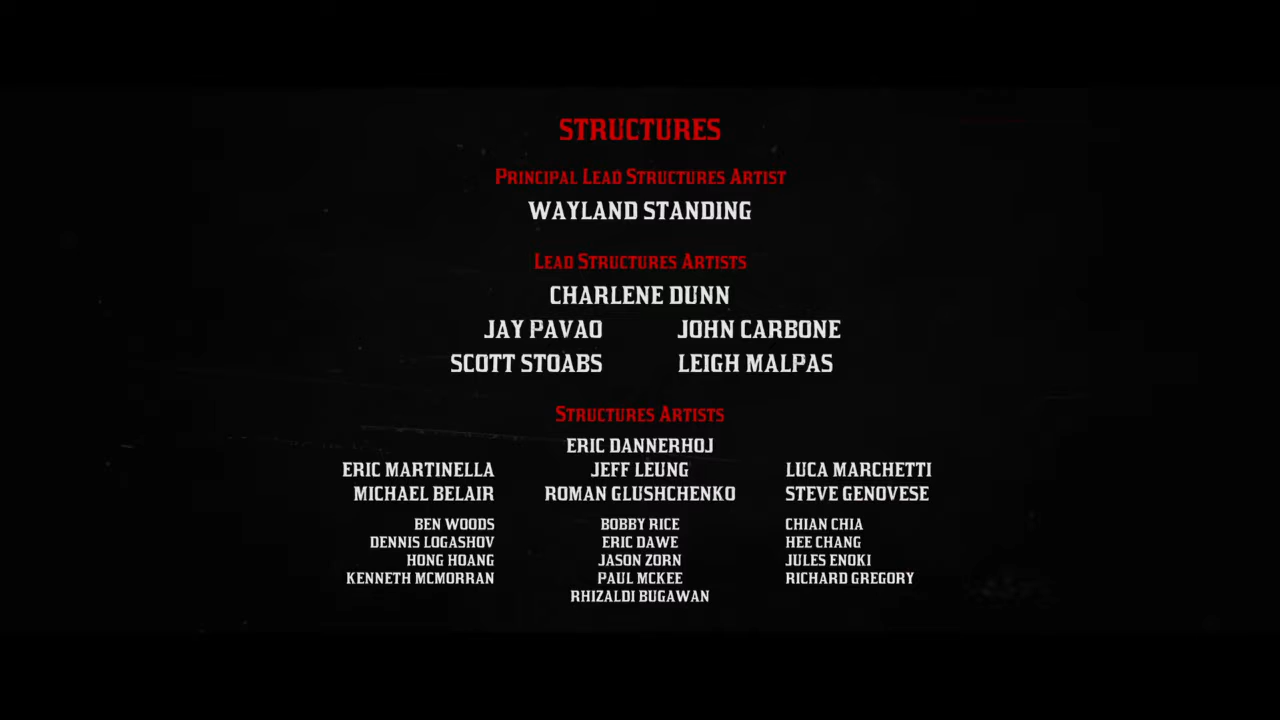 STRUCTURES
PRINCIPAL LEAD STRUCTURES ARTIST
WAYLAND STANDING
LEAD STRUCTURES ARTISTS
CHARLENE DUNN
JAY PAVAO JOHN CARBONE
SCOTT STOABS LEIGH MALPAS
STRUCTURES ARTISTS
ERIC DANNERHOJ
ERIC MARTINELLA JEFF LEUNG LUCA MARCHETTI
MICHAEL BELAIR ROMAN GLUSHCHENKO STEVE GENOVESE
BEN WOODS BOBBY RICE CHIAN CHIA
DENNIS LOGASHOV ERIC DAWE HEE CHANG
HONG HOANG JASON ZORN JULES ENOKI
KENNETH MCMORRAN PAUL MCKEE RICHARD GREGORY
RHIZALDI BUGAWAN